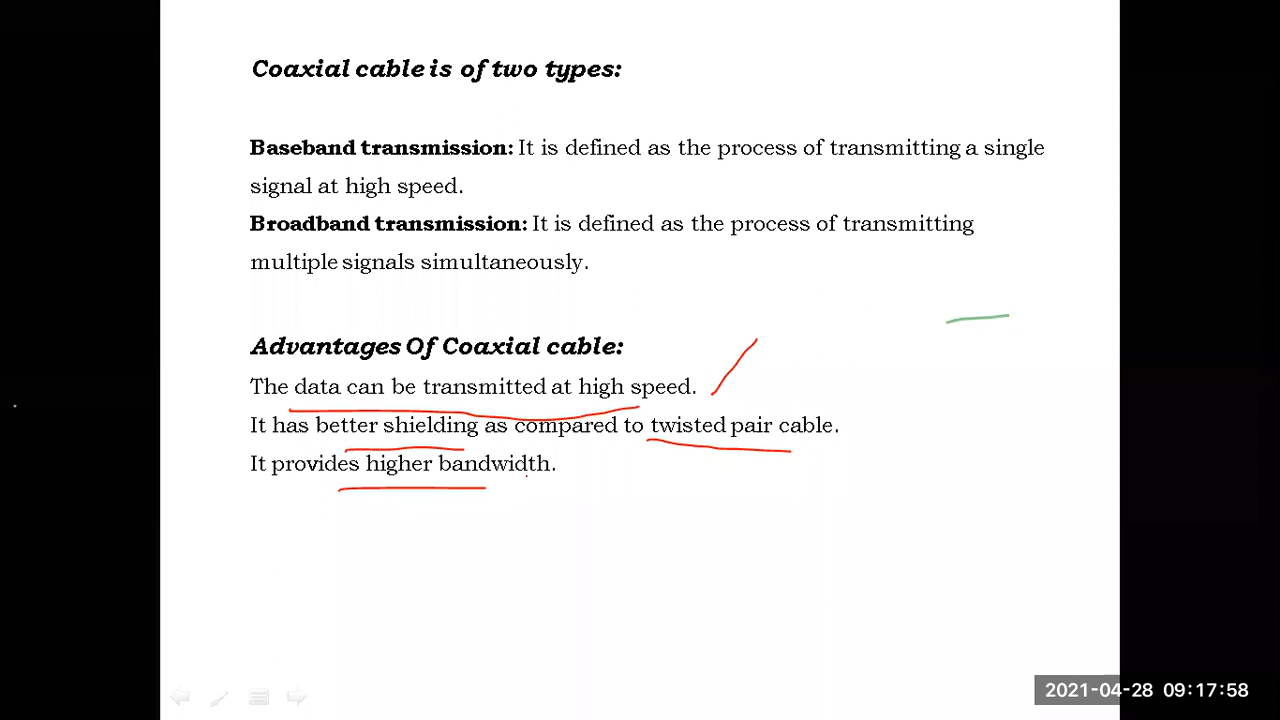 Coaxial cable is of two types:
Baseband transmission: It is defined as the process of transmitting a single
signal at high speed.
Broadband transmission: It is defined as the process of transmitting
multiple signals simultaneously.
Advantages Of Coaxial cable:
The data can be transmitted at high speed.
It has better shielding as compared to twisted pair cable.
It provides higher bandwidth.
2021-04-28 09:17:58